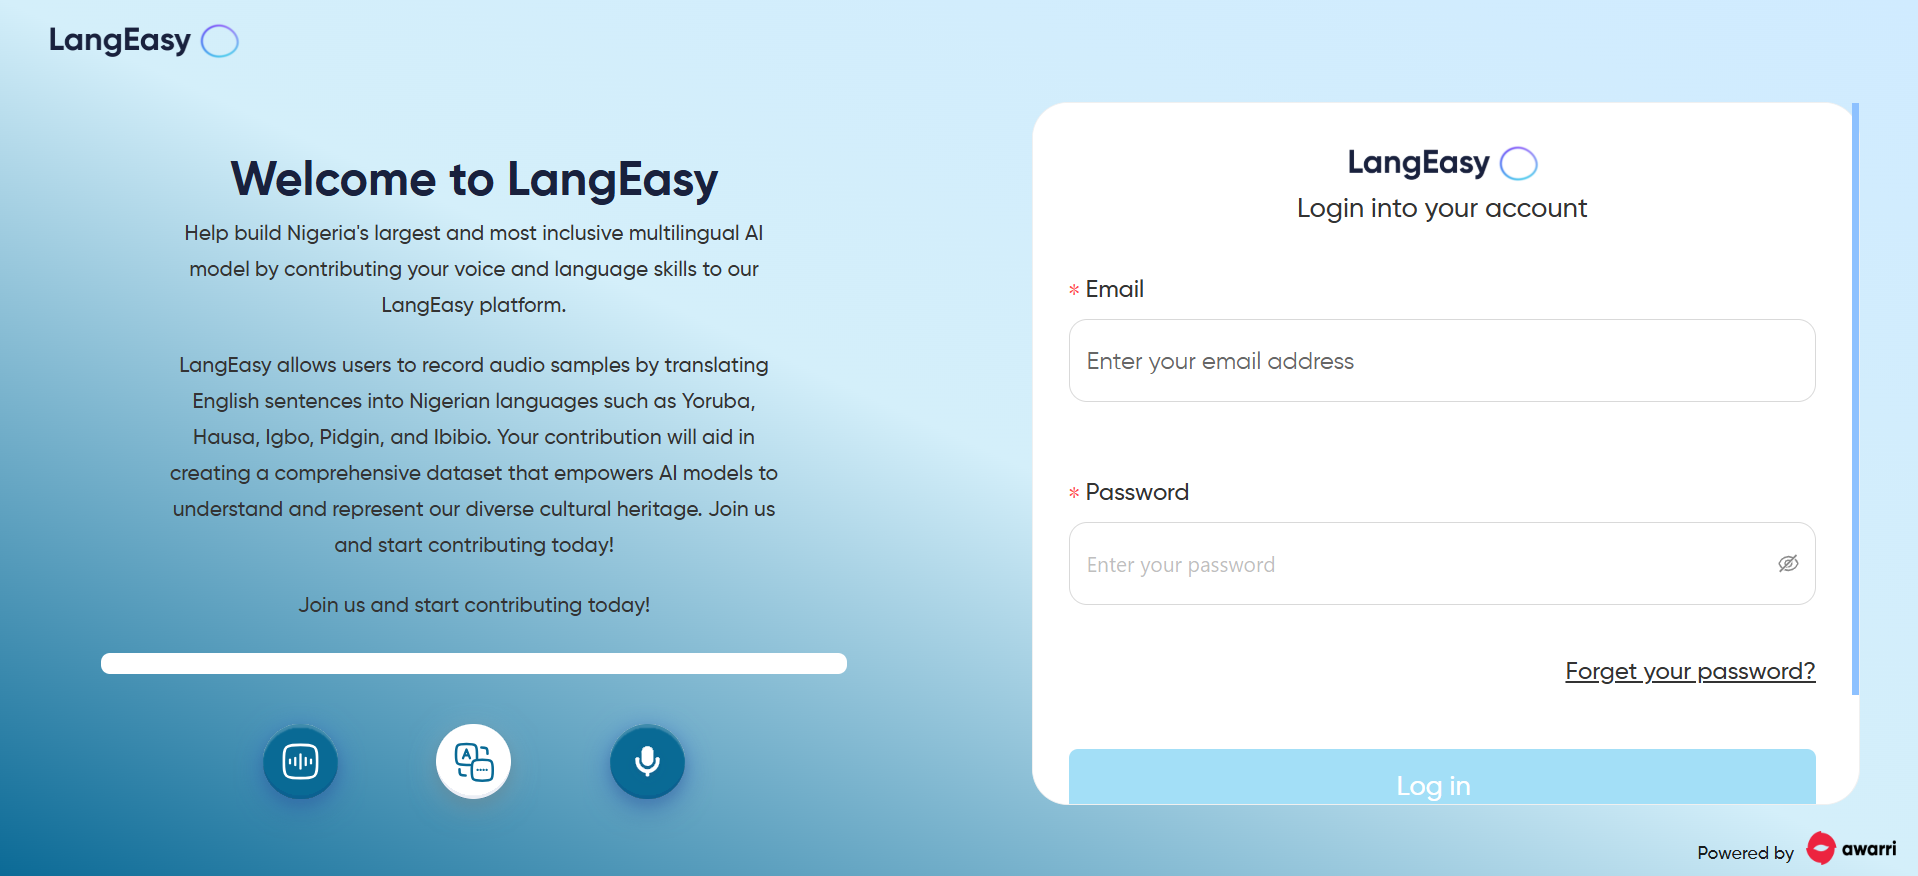 LangEasy
Welcome to LangEasy
Help build Nigeria's largest and most inclusive multilingual AI
model by contributing your voice and language skills to our
LangEasy platform.
LangEasy allows users to record audio samples by translating
English sentences into Nigerian languages such as Yoruba,
Hausa, Igbo, Pidgin, and Ibibio. Your contribution will aid in
creating a comprehensive dataset that empowers AI models to
understand and represent our diverse cultural heritage. Join us
and start contributing today!
Join us and start contributing today!
A
LangEasy
Login into your account
* Email
Enter your email address
* Password
Enter your password
Forget your password?
Log in
Powered by awarri